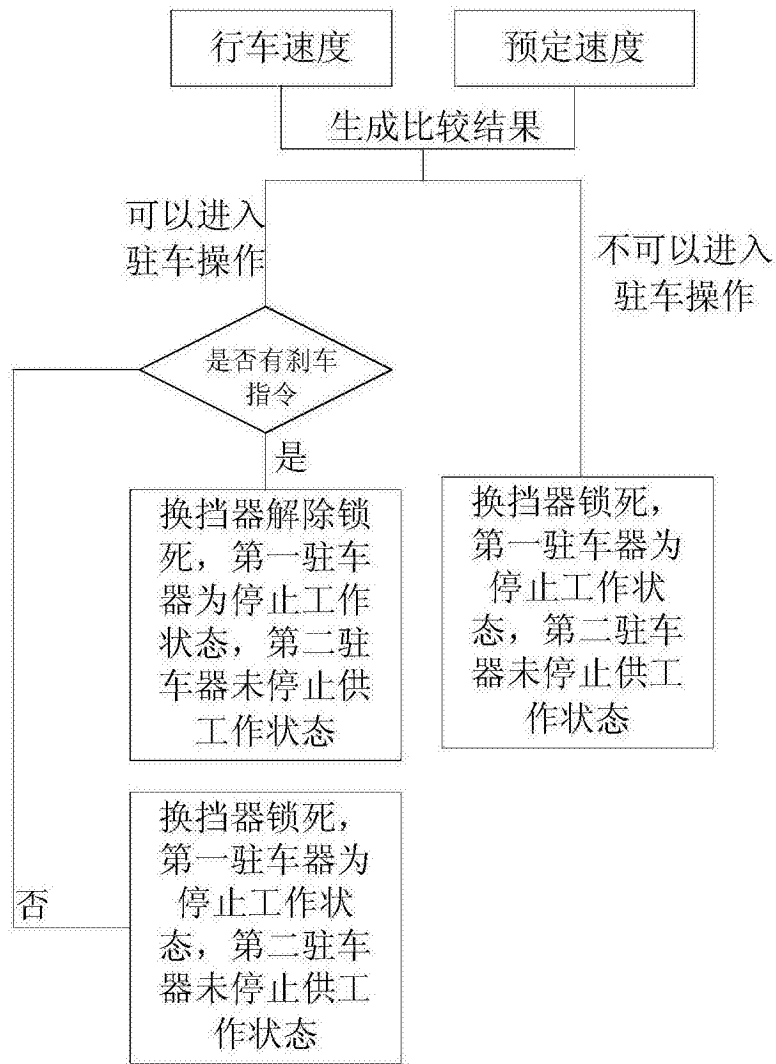 行车速度
预定速度
生成比较结果
可以进入
驻车操作
不可以进入
驻车操作
是否有刹车
指令
是
换挡器解除锁
死，第一驻车
器为停止工作
状态，第二驻
车器未停止供
工作状态
换挡器锁死，
第一驻车器为
停止工作状
态，第二驻车
器未停止供工
作状态
否
换挡器锁死，
第一驻车器为
停止工作状
态，第二驻车
器未停止供工
作状态